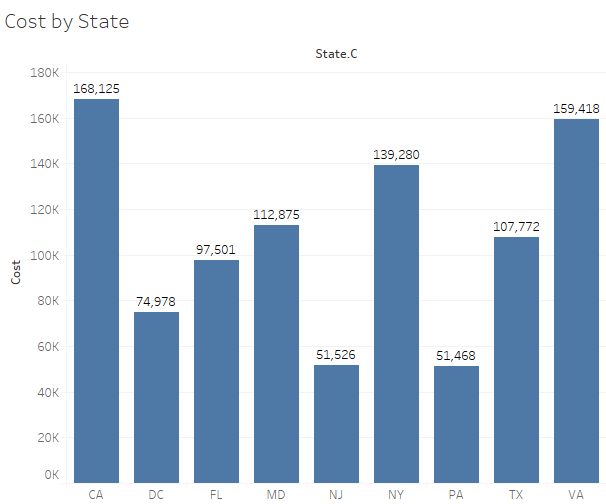 Cost by State
State.C
180K
168,125
160K
159,418
140K
139,280
120K
112,875
107,772
100K
97,501
80K
74,978
60K
51,526
51,468
40K
20K
0K
Cost
CA DC FL MD NJ NY PA TX VA